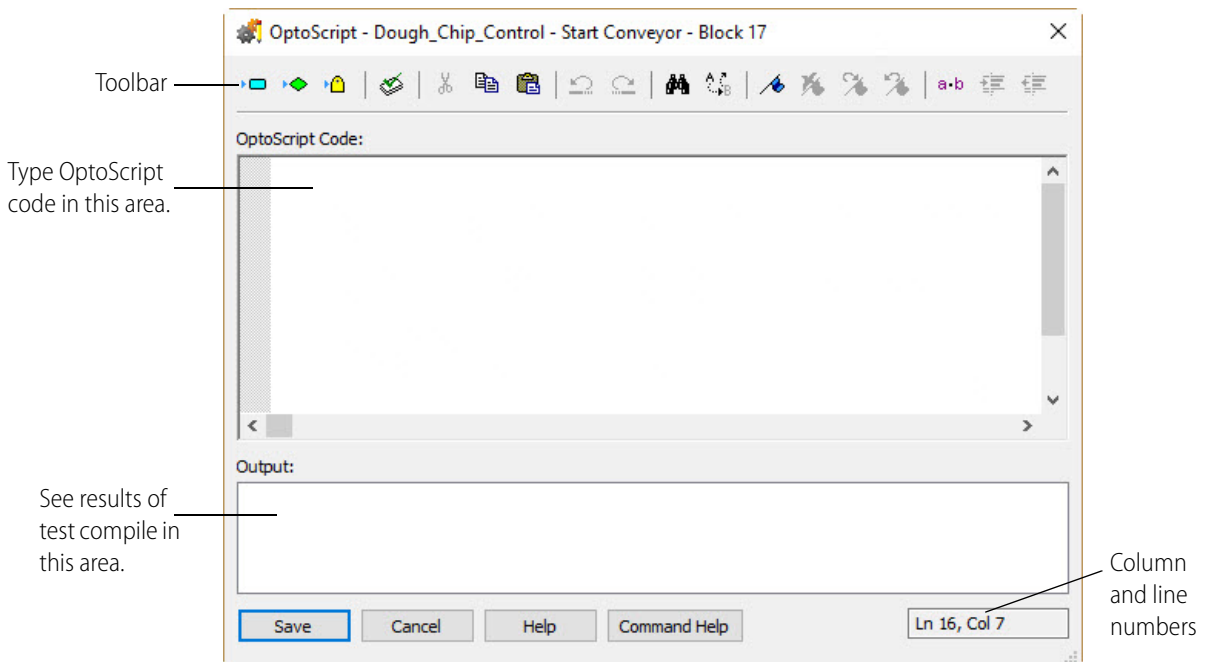 OptoScript - Dough_Chip_Control - Start Conveyor - Block 17
Toolbar
a•b
OptoScript Code:
Type OptoScript
code in this area.
Output:
See results of
test compile in
this area.
Column
and line
numbers
Save Cancel Help Command Help Ln 16, Col 7